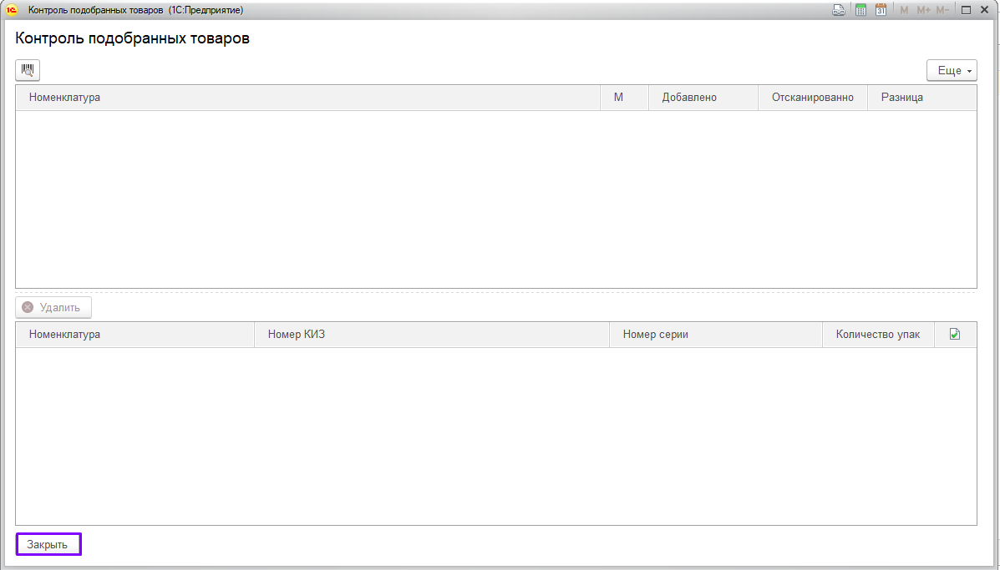 Контроль подобранных товаров (1С:Предприятие)
31 M M+ M-
Контроль подобранных товаров
Еще
Номенклатура М Добавлено Отсканированно Разница
Удалить
Номенклатура Номер КИЗ Номер серии Количество упак
Закрыть